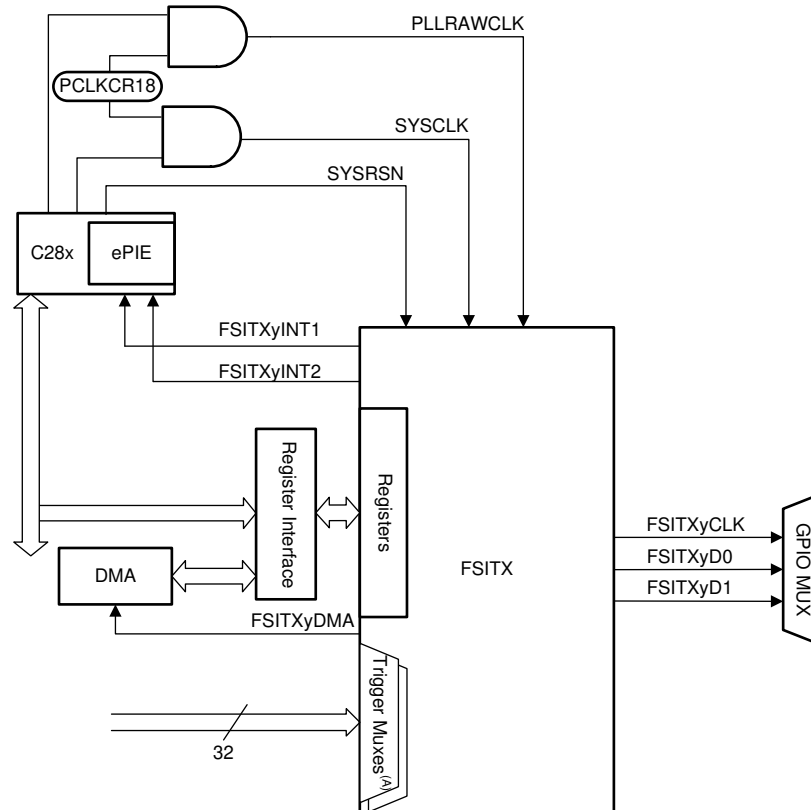 PLLRAWCLK
PCLKCR18
SYSCLK
SYSRSN
C28x
ePIE
FSITXyINT1
FSITXyINT2
Register Interface
Registers
FSITX
FSITXyCLK
FSITXyD0
FSITXyD1
GPIO MUX
DMA
FSITXyDMA
Trigger Muxes(A)
32